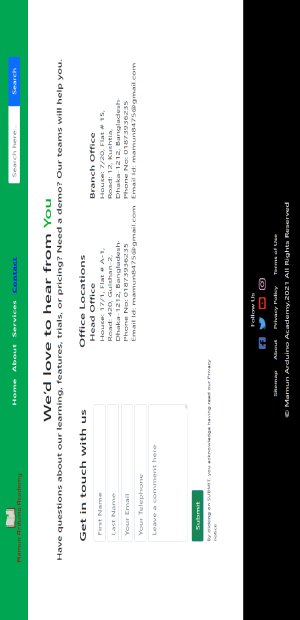 Mamun Arduino Academy
Home About Services Contact
Search here
Search
We'd love to hear from You
Have questions about our learning, features, trials, or pricing? Need a demo? Our teams will help you.
Get in touch with us
First Name
Last Name
Your Email
Your Telephone
Leave a comment here
Submit
By clicking on SUBMIT, you acknowledge having read our Privacy
notice
Office Locations
Head Office
House: 17/1, Flat # A-1,
Road: 420, Gulshan-2,
Dhaka-1212, Bangladesh
Phone No: 01873936235
Email Id: mamun8475@gmail.com
Branch Office
House: 7/20, Flat # 15,
Road: 12, Kushtia,
Dhaka-1212, Bangladesh
Phone No: 01873936235
Email Id: mamun8475@gmail.com
Follow Us
Sitemap About Privacy Policy Terms of Use
© Mamun Arduino Academy.2021 All Rights Reserved